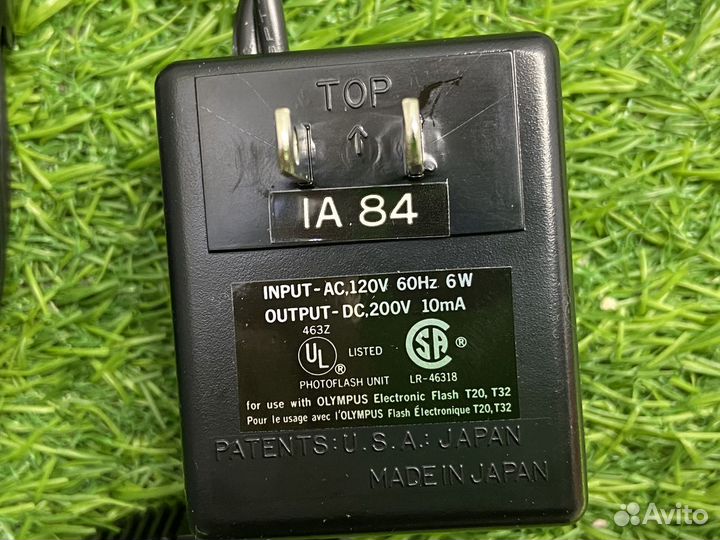 TOP
IA 84
INPUT-AC,120V 60Hz 6W
OUTPUT-DC,200V 10mA
463Z
UL ® LISTED SA ®
PHOTOFLASH UNIT LR-46318
for use with OLYMPUS Electronic Flash T20, T32
Pour le usage avec l'OLYMPUS Flash Électronique T20, T32
PATENTS: U.S.A.: JAPAN
MADE IN JAPAN
Avito